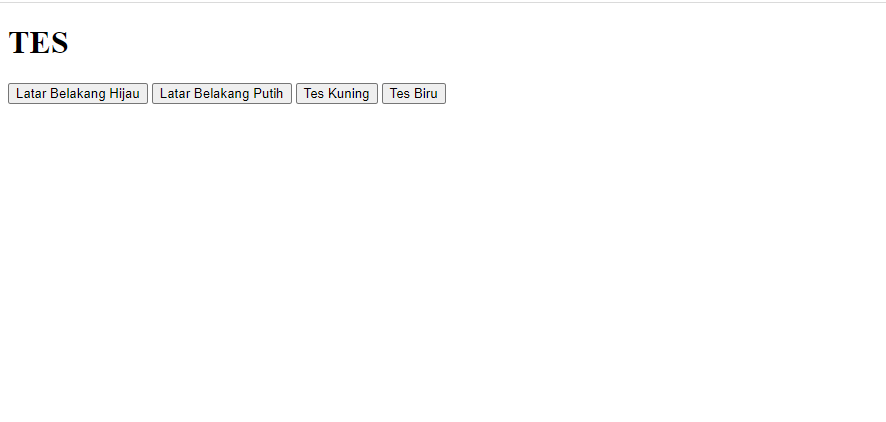 TES
Latar Belakang Hijau Latar Belakang Putih Tes Kuning Tes Biru